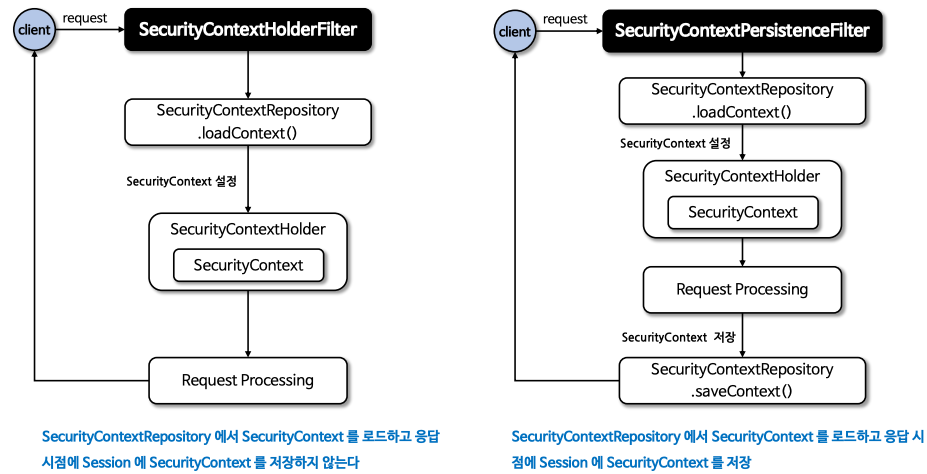 client
request
SecurityContextHolderFilter
SecurityContextRepository
.loadContext()
SecurityContext 설정
SecurityContextHolder
SecurityContext
Request Processing
SecurityContextRepository 에서 SecurityContext 를 로드하고 응답
시점에 Session 에 SecurityContext 를 저장하지 않는다
client
request
SecurityContextPersistenceFilter
SecurityContextRepository
.loadContext()
SecurityContext 설정
SecurityContextHolder
SecurityContext
Request Processing
SecurityContext 저장
SecurityContextRepository
.saveContext()
SecurityContextRepository 에서 SecurityContext 를 로드하고 응답 시
점에 Session 에 SecurityContext 를 저장